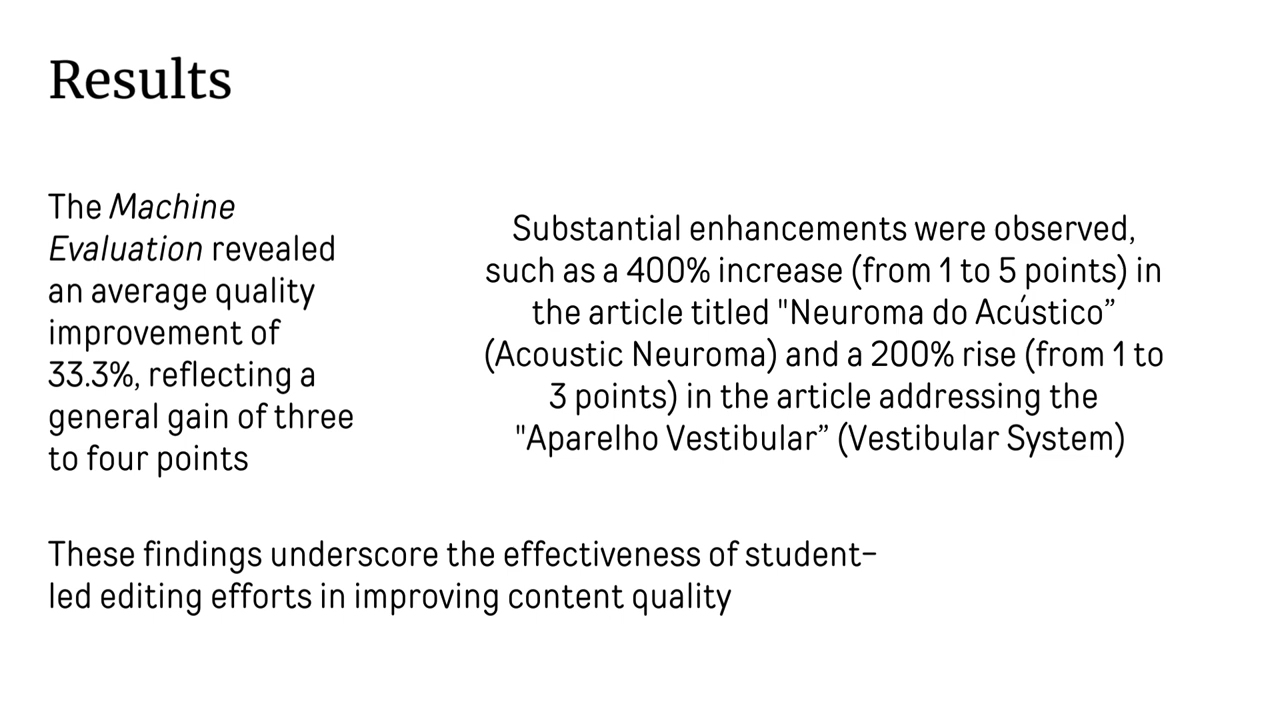 Results
The Machine
Evaluation revealed
an average quality
improvement of
33.3%, reflecting a
general gain of three
to four points
Substantial enhancements were observed,
such as a 400% increase (from 1 to 5 points) in
the article titled "Neuroma do Acústico”
(Acoustic Neuroma) and a 200% rise (from 1 to
3 points) in the article addressing the
"Aparelho Vestibular” (Vestibular System)
These findings underscore the effectiveness of student-
led editing efforts in improving content quality